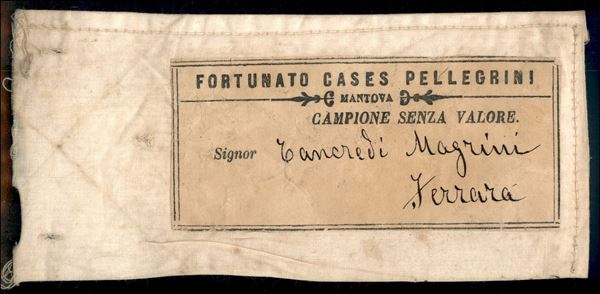 FORTUNATO CASES PELLEGRINI
MANTOVA
CAMPIONE SENZA VALORE.
Signor Tancredi Magrini
Ferrara